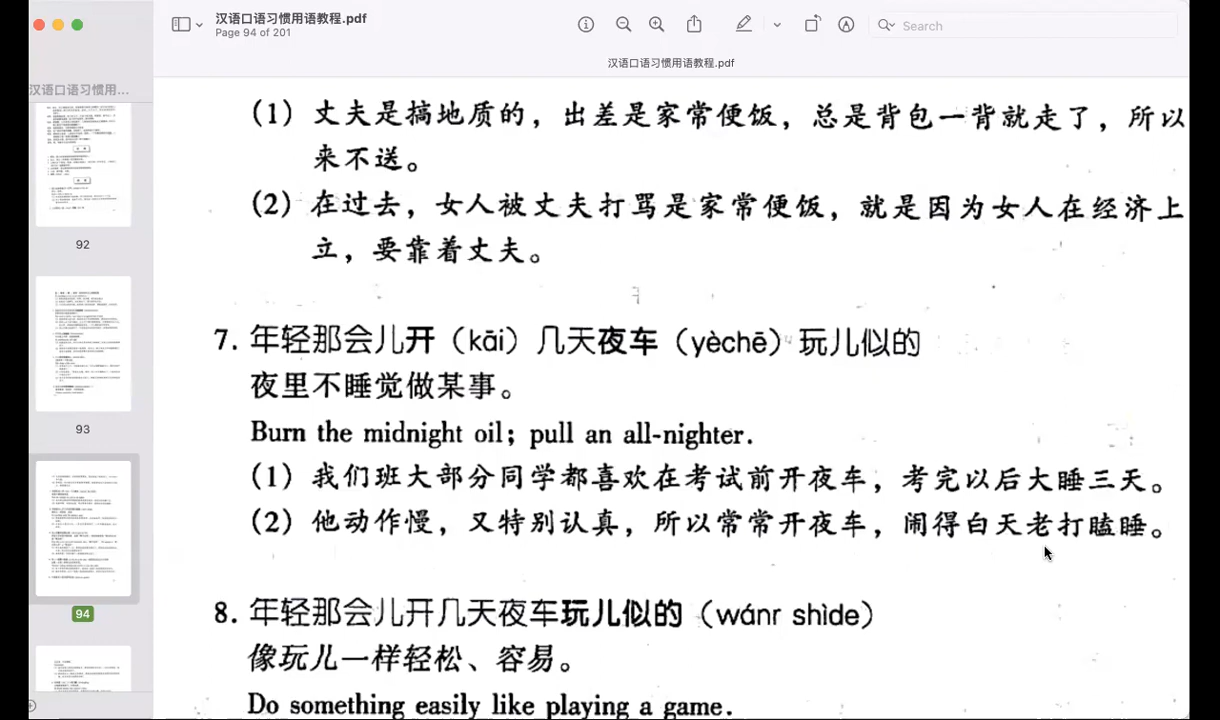 汉语口语习惯用语教程.pdf
Page 94 of 201
Search
汉语口语习惯用语教程.pdf
汉语口语习惯用...
92
93
94
(1) 丈夫是搞地质的，出差是家常便饭，总是背包一背就走了，所以
来不送。
(2) 在过去，女人被丈夫打骂是家常便饭，就是因为女人在经济上
立，要靠着丈夫。
7. 年轻那会儿开（kāi）几天夜车（yèchē）玩儿似的
夜里不睡觉做某事。
Burn the midnight oil; pull an all-nighter.
(1) 我们班大部分同学都喜欢在考试前开夜车，考完以后大睡三天。
(2) 他动作慢，又特别认真，所以常常开夜车，闹得白天老打瞌睡。
8. 年轻那会儿开几天夜车玩儿似的（wánr shìde）
像玩儿一样轻松、容易。
Do something easily like playing a game.